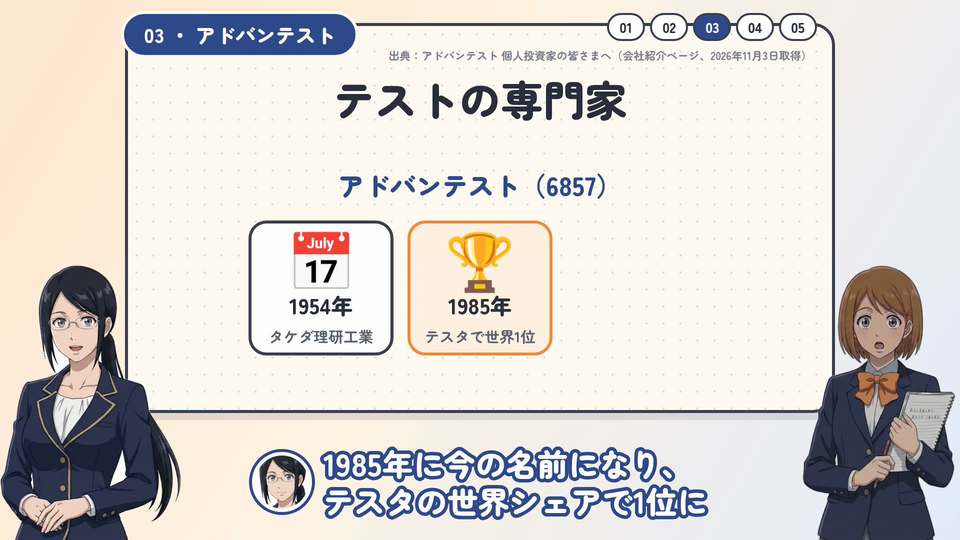 03 ・ アドバンテスト
01 02 03 04 05
出典：アドバンテスト 個人投資家の皆さまへ（会社紹介ページ、2026年11月3日取得）
テストの専門家
アドバンテスト（6857）
July
17
1954年
タケダ理研工業
1985年
テスタで世界1位
1985年に今の名前になり、
テスタの世界シェアで1位に